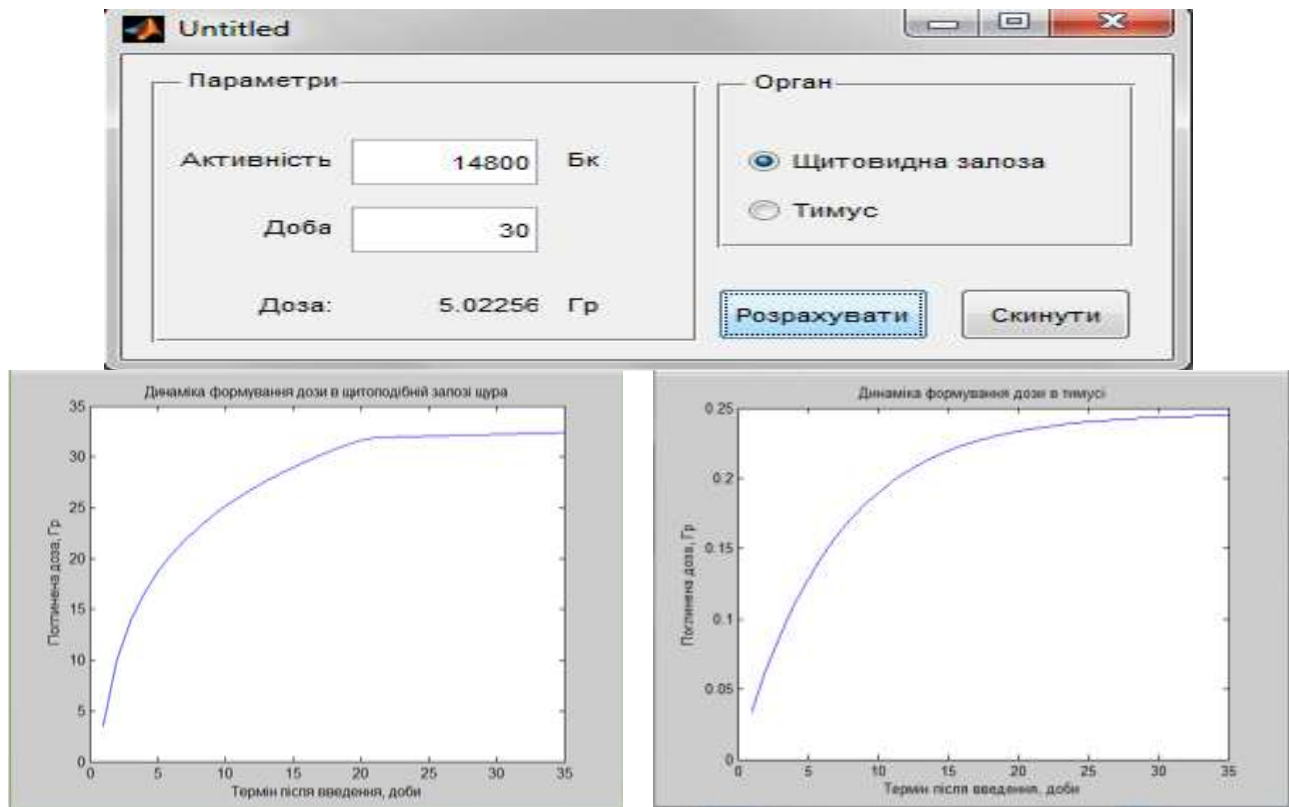 Untitled
Параметри
Орган
Активність 14800 Бк
Щитовидна залоза
Доба 30
Тимус
Доза: 5.02256 Гр
Розрахувати
Скинути
Динаміка формування дози в щитоподібній залозі щура
Поглинена доза, Гр
35
30
25
20
15
10
5
0
0 5 10 15 20 25 30 35
Термін після введення, доби
Динаміка формування дози в тимусі
Поглинена доза, Гр
0.25
0.2
0.15
0.1
0.05
0
0 5 10 15 20 25 30 35
Термін після введення, доби